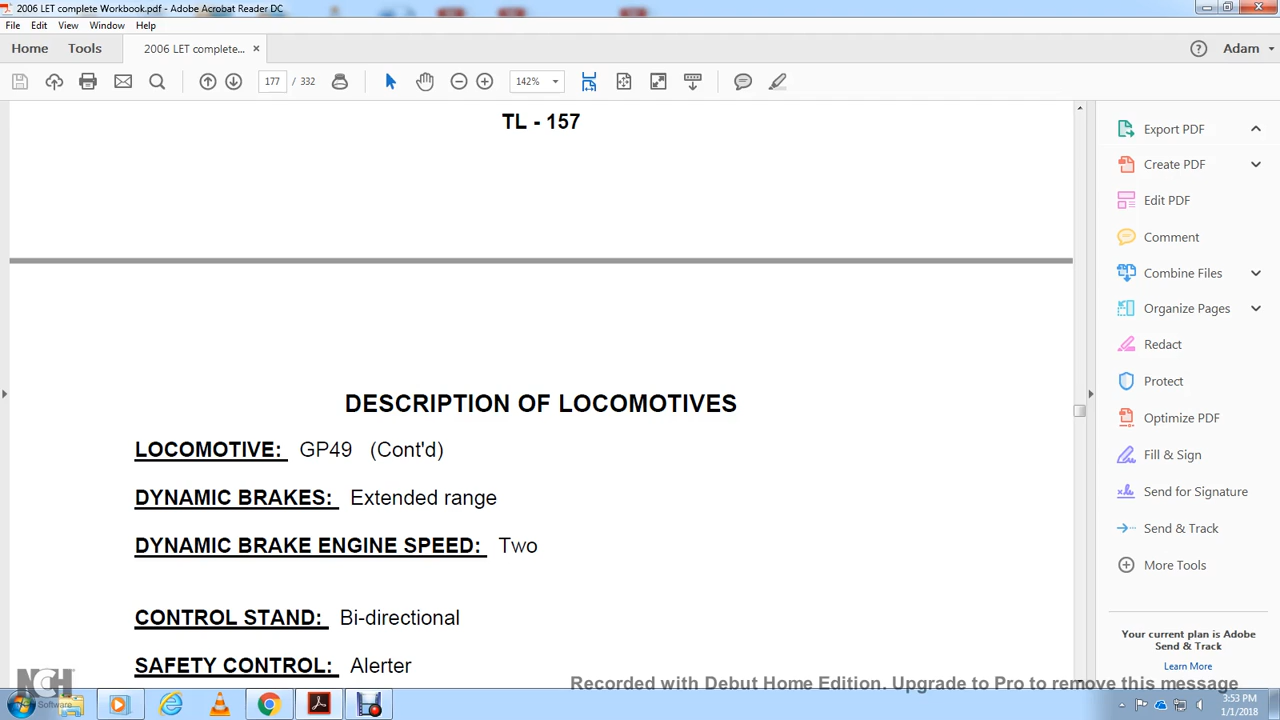 2006 LET complete Workbook.pdf - Adobe Acrobat Reader DC
File Edit View Window Help
Home Tools 2006 LET complete... × Adam
177 / 332 142%
TL - 157
DESCRIPTION OF LOCOMOTIVES
LOCOMOTIVE: GP49 (Cont'd)
DYNAMIC BRAKES: Extended range
DYNAMIC BRAKE ENGINE SPEED: Two
CONTROL STAND: Bi-directional
SAFETY CONTROL: Alerter
Export PDF
Create PDF
Edit PDF
Comment
Combine Files
Organize Pages
Redact
Protect
Optimize PDF
Fill & Sign
Send for Signature
Send & Track
More Tools
Your current plan is Adobe
Send & Track
Learn More
NCH
Software
Recorded with Debut Home Edition. Upgrade to Pro to remove this message
3:53 PM
1/1/2018